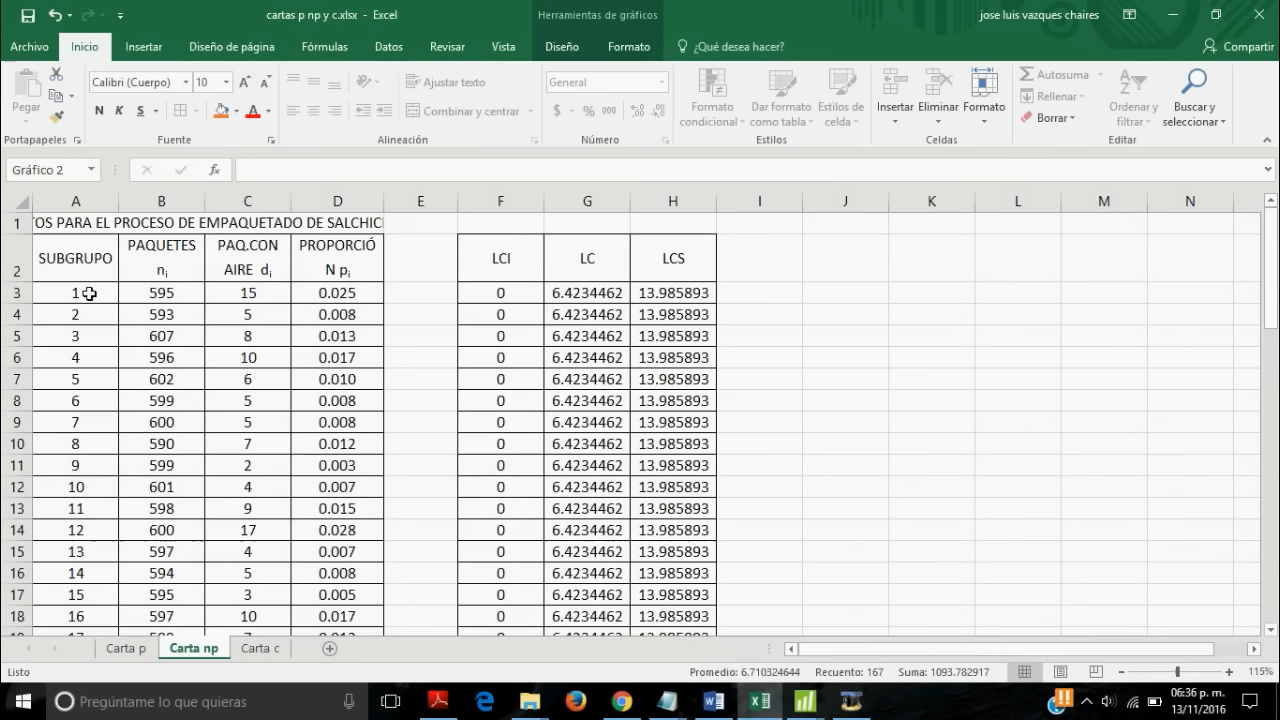 cartas p np y c.xlsx - Excel
Herramientas de gráficos
jose luis vazques chaires
Archivo Inicio Insertar Diseño de página Fórmulas Datos Revisar Vista Diseño Formato ¿Qué desea hacer? Compartir
Pegar
Calibri (Cuerpo) 10
N K S
Ajustar texto
Combinar y centrar
General
$ % 000
Formato condicional
Dar formato como tabla
Estilos de celda
Insertar
Eliminar
Formato
Autosuma
Rellenar
Borrar
Ordenar y filtrar
Buscar y seleccionar
Portapapeles Fuente Alineación Número Estilos Celdas Editar
Gráfico 2 fx
A B C D E F G H I J K L M N
1 TOS PARA EL PROCESO DE EMPAQUETADO DE SALCHIC
2 SUBGRUPO PAQUETES ni PAQ.CON AIRE di PROPORCIÓN pi LCI LC LCS
3 1 595 15 0.025 0 6.4234462 13.985893
4 2 593 5 0.008 0 6.4234462 13.985893
5 3 607 8 0.013 0 6.4234462 13.985893
6 4 596 10 0.017 0 6.4234462 13.985893
7 5 602 6 0.010 0 6.4234462 13.985893
8 6 599 5 0.008 0 6.4234462 13.985893
9 7 600 5 0.008 0 6.4234462 13.985893
10 8 590 7 0.012 0 6.4234462 13.985893
11 9 599 2 0.003 0 6.4234462 13.985893
12 10 601 4 0.007 0 6.4234462 13.985893
13 11 598 9 0.015 0 6.4234462 13.985893
14 12 600 17 0.028 0 6.4234462 13.985893
15 13 597 4 0.007 0 6.4234462 13.985893
16 14 594 5 0.008 0 6.4234462 13.985893
17 15 595 3 0.005 0 6.4234462 13.985893
18 16 597 10 0.017 0 6.4234462 13.985893
Carta p Carta np Carta c
Listo Promedio: 6.710324644 Recuento: 167 Suma: 1093.782917 115%
Pregúntame lo que quieras
06:36 p. m.
13/11/2016